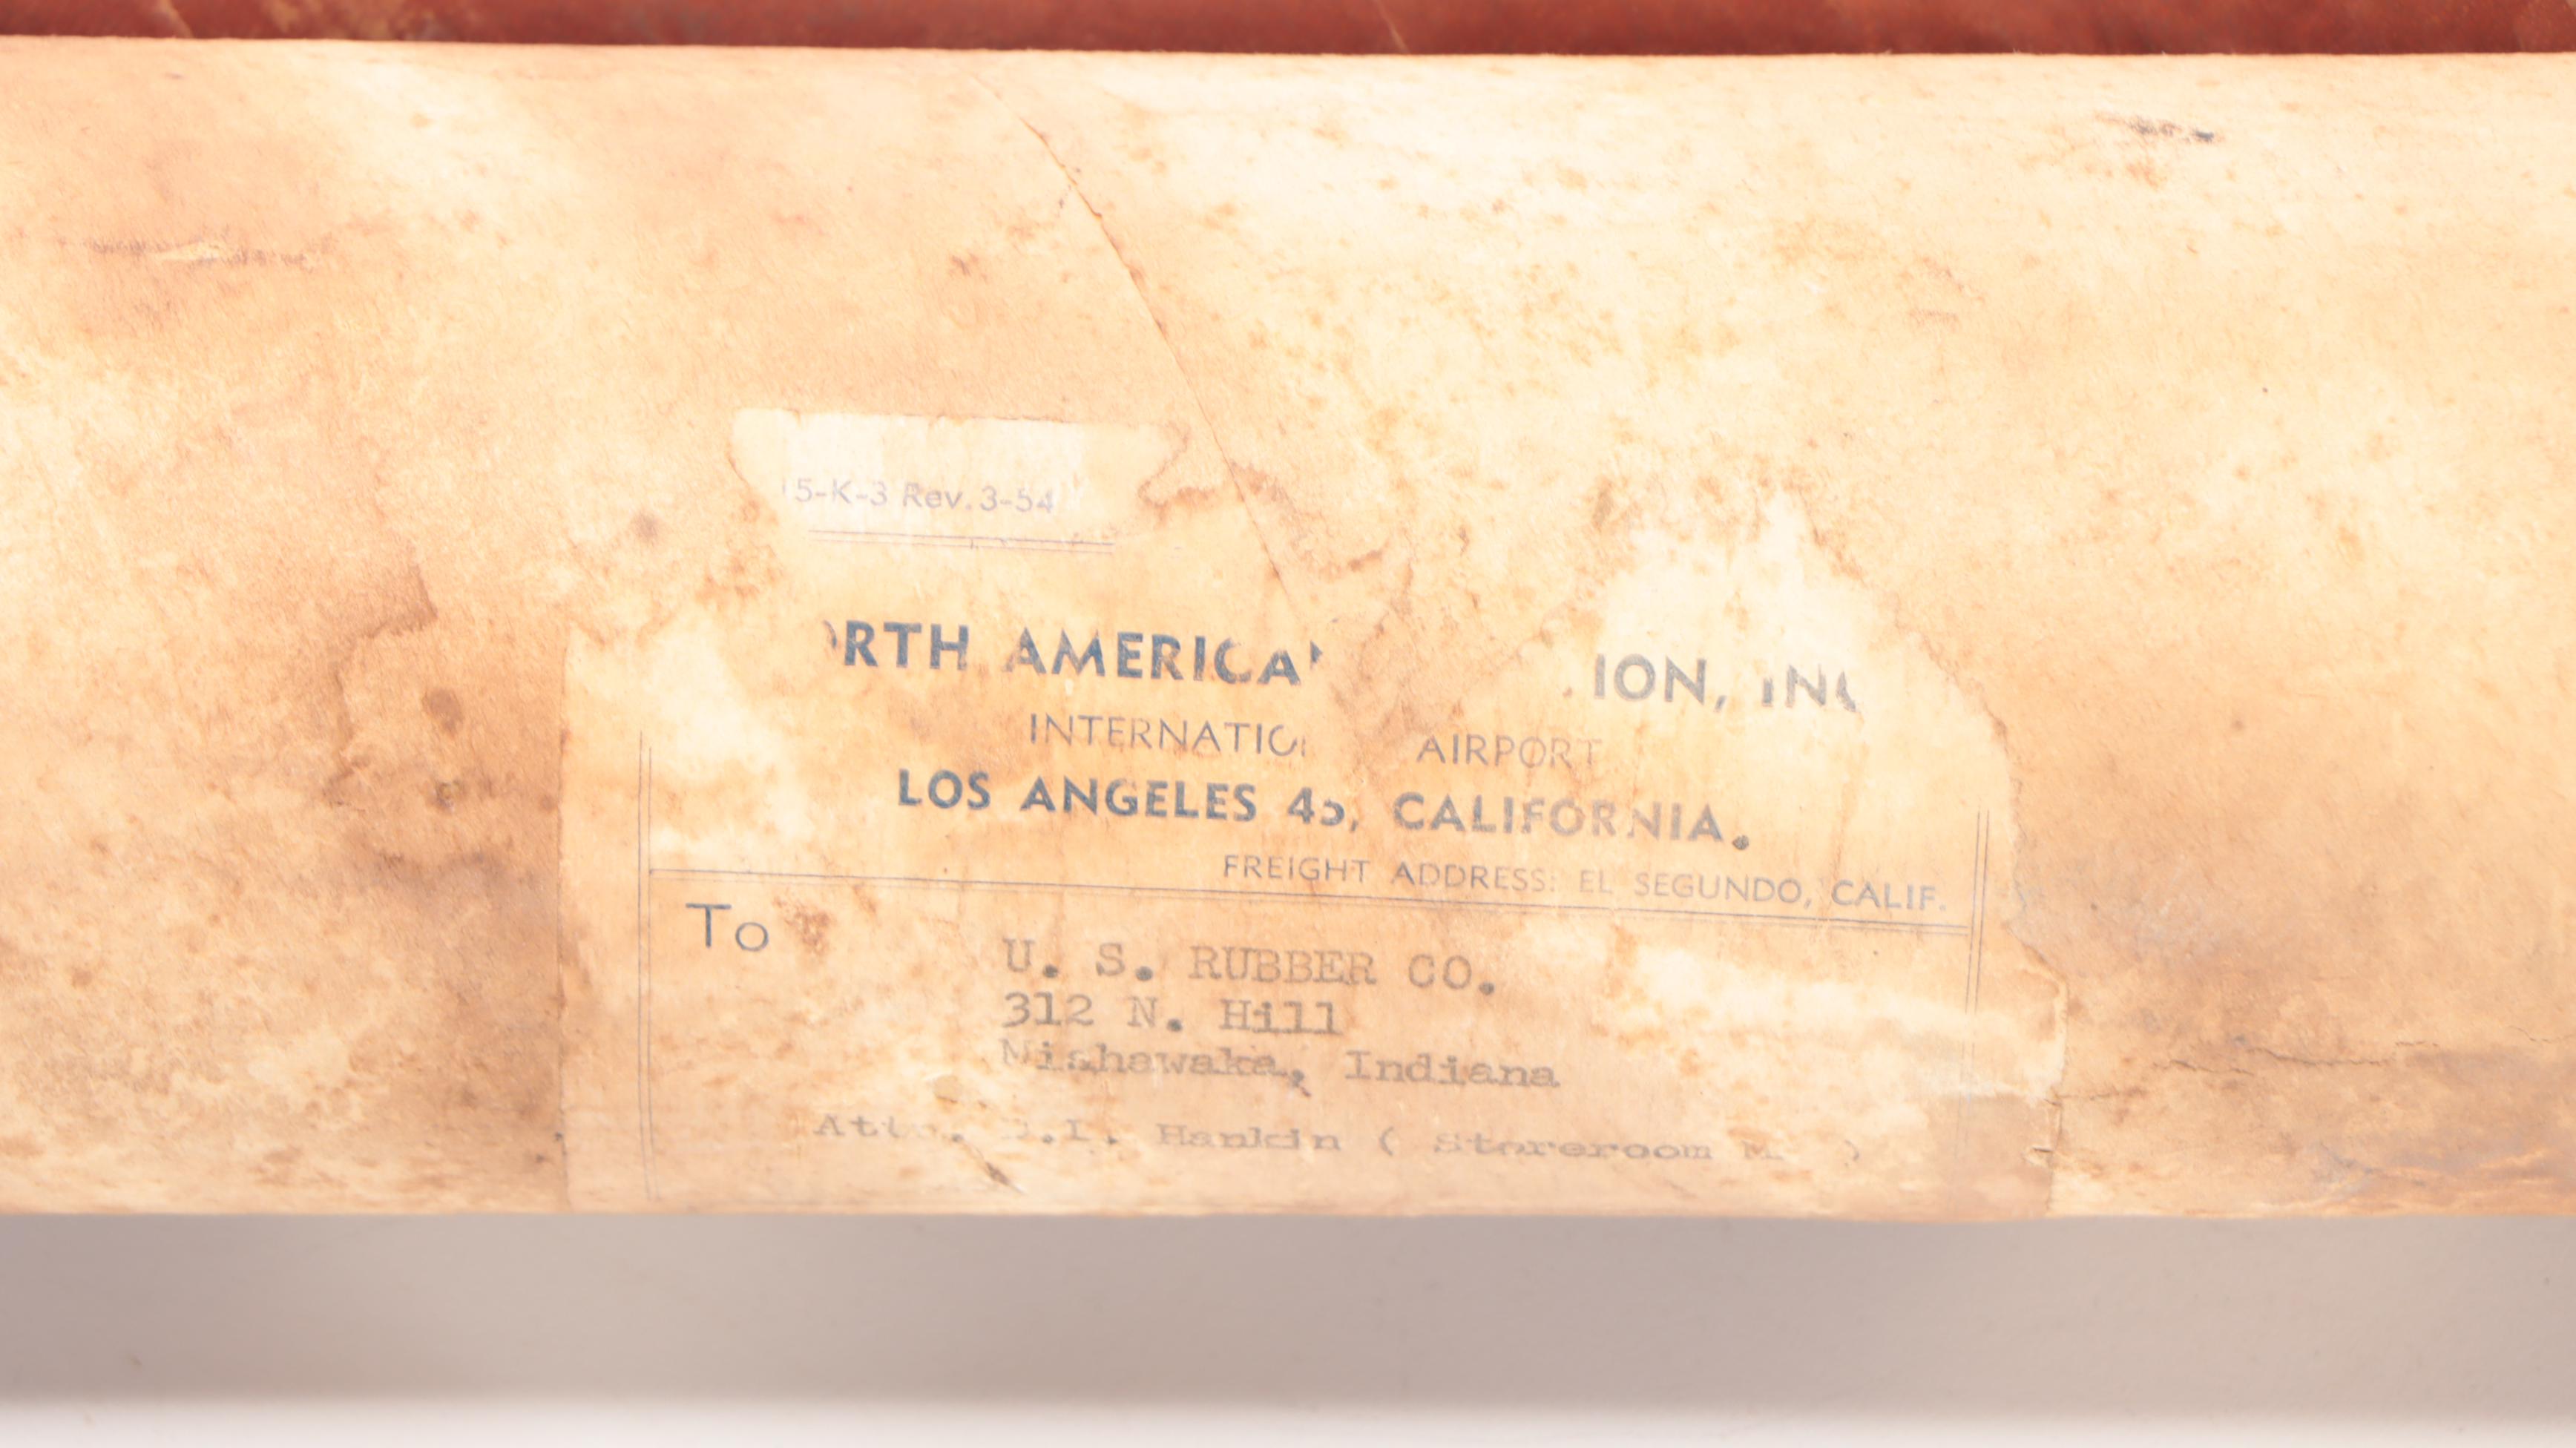 5-K-3 Rev. 3-54
RTH AMERICA ION, INC
INTERNATIO AIRPORT
LOS ANGELES 45, CALIFORNIA.
FREIGHT ADDRESS: EL SEGUNDO, CALIF.
To
U. S. RUBBER CO.
312 N. Hill
Mishawaka, Indiana
Hankin ( Storeroom )